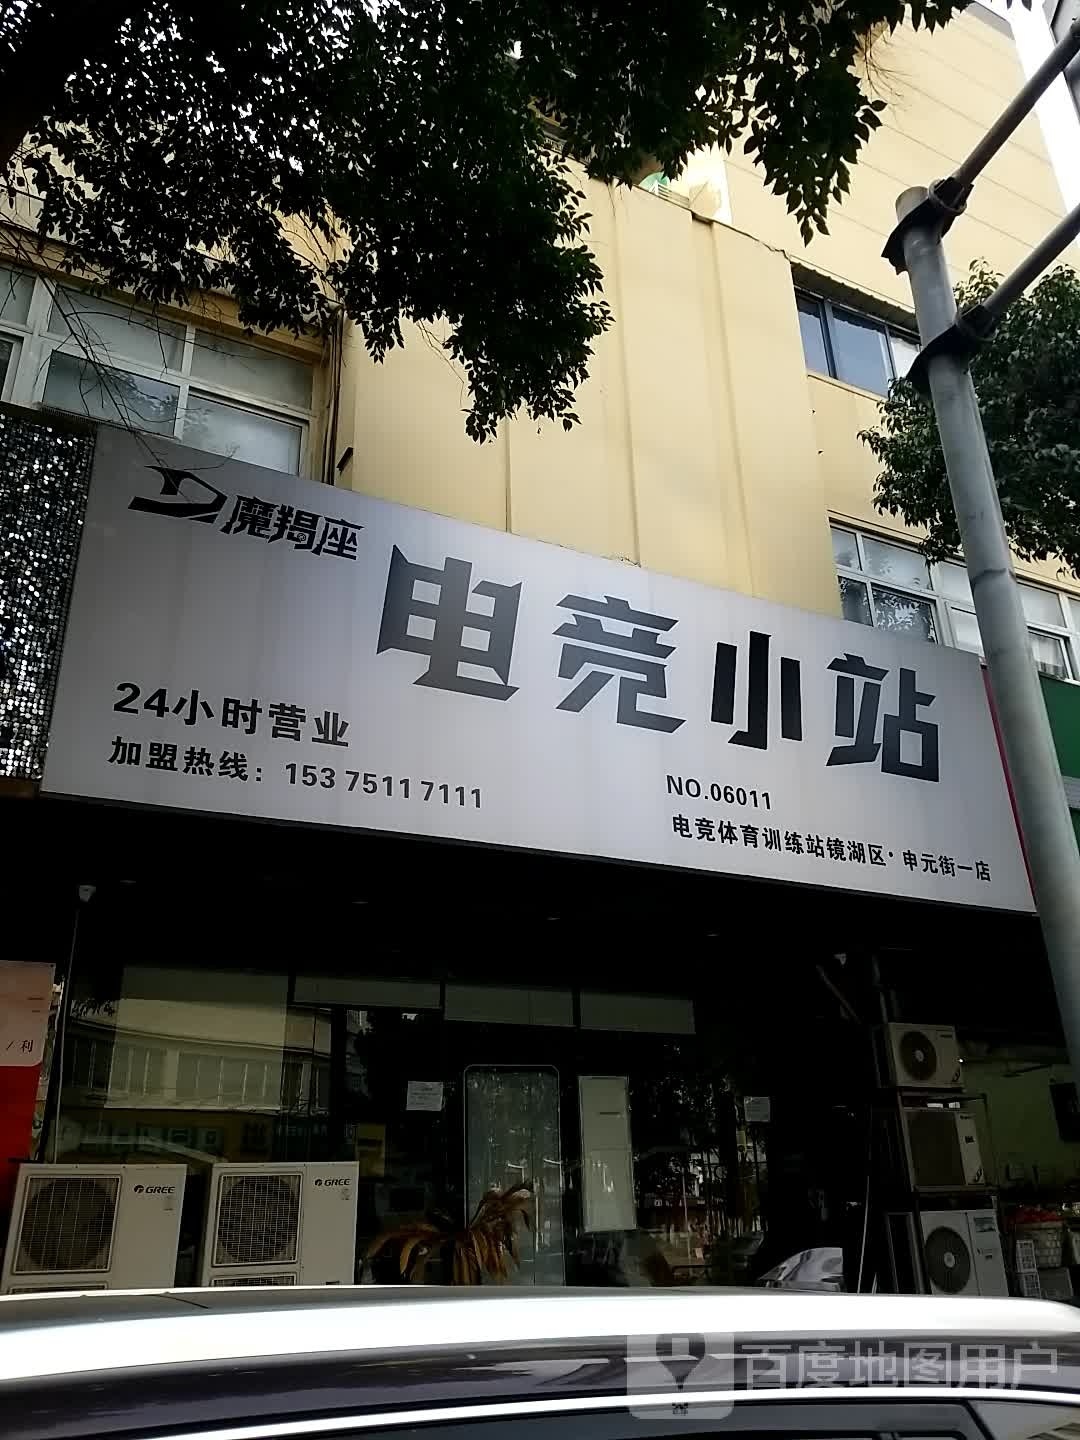 魔羯座
电竞小站
24小时营业
加盟热线：153 7511 7111
NO.06011
电竞体育训练站镜湖区·申元街一店
/ 利
GREE
GREE
百度地图用户